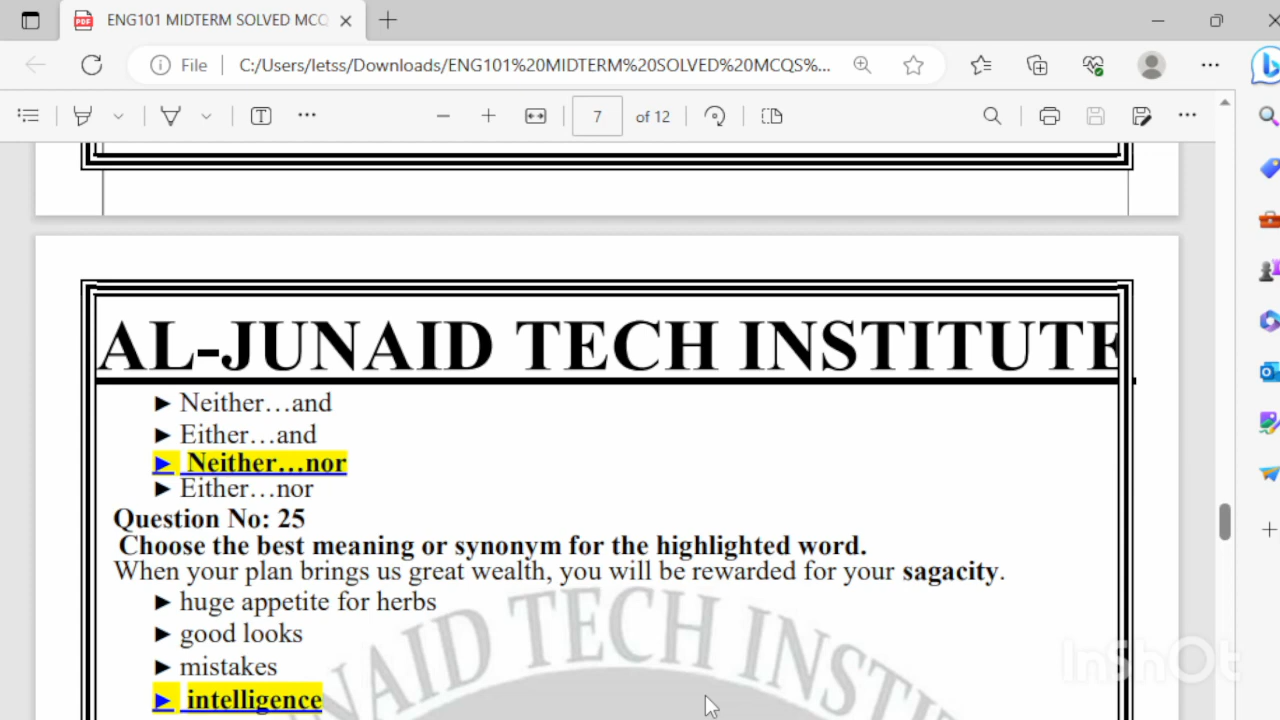 ENG101 MIDTERM SOLVED MCQ
File
C:/Users/letss/Downloads/ENG101%20MIDTERM%20SOLVED%20MCQS%...
7 of 12
AL-JUNAID TECH INSTITUTE
► Neither…and
► Either…and
► Neither…nor
► Either…nor
Question No: 25
Choose the best meaning or synonym for the highlighted word.
When your plan brings us great wealth, you will be rewarded for your sagacity.
► huge appetite for herbs
► good looks
► mistakes
► intelligence
JUNAID TECH INSTIT
InShOt